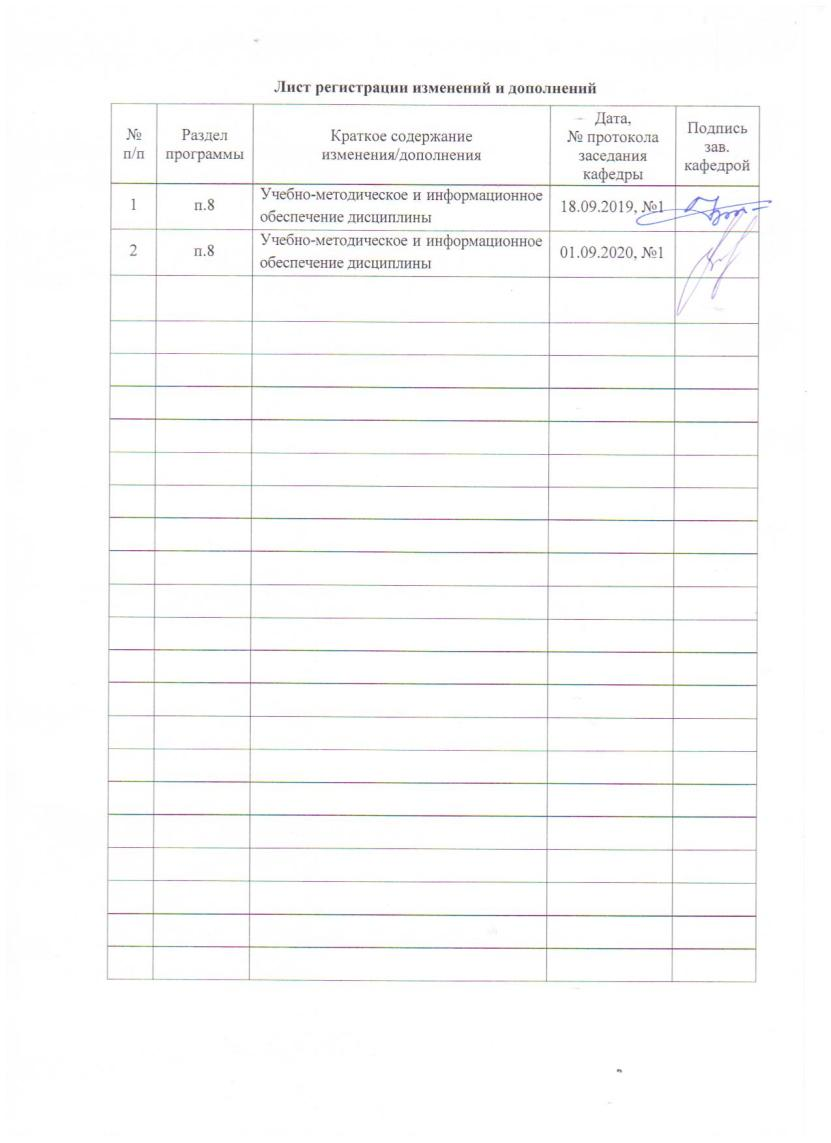 Лист регистрации изменений и дополнений
№
п/п
Раздел
программы
Краткое содержание
изменения/дополнения
Дата,
№ протокола
заседания
кафедры
Подпись
зав.
кафедрой
1
п.8
Учебно-методическое и информационное
обеспечение дисциплины
18.09.2019, №1
2
п.8
Учебно-методическое и информационное
обеспечение дисциплины
01.09.2020, №1